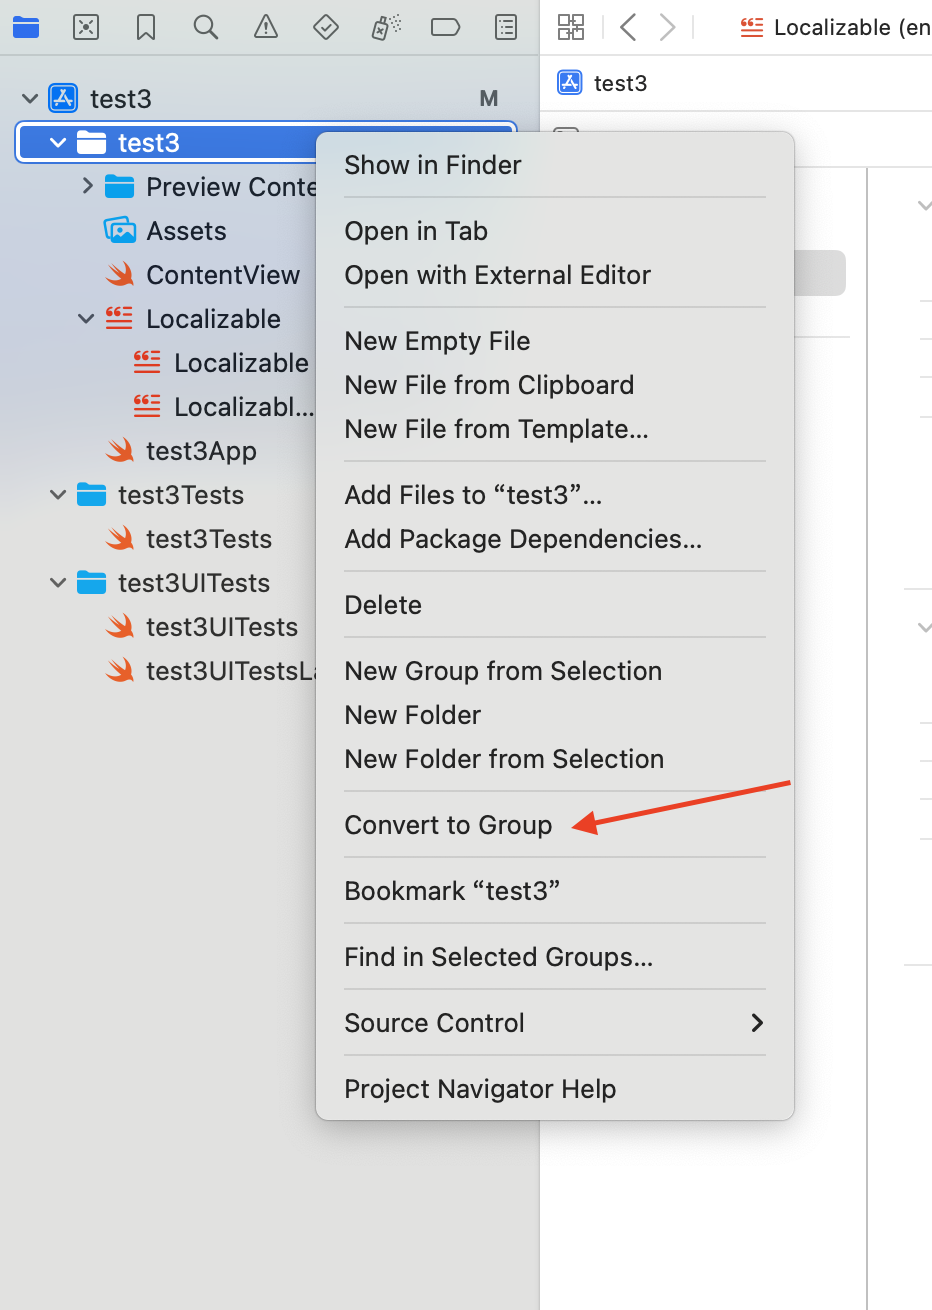 Localizable (en
test3
M
test3
test3
Preview Conte
Assets
ContentView
Localizable
Localizable
Localizabl...
test3App
test3Tests
test3Tests
test3UITests
test3UITests
test3UITestsLa
Show in Finder
Open in Tab
Open with External Editor
New Empty File
New File from Clipboard
New File from Template...
Add Files to “test3”...
Add Package Dependencies...
Delete
New Group from Selection
New Folder
New Folder from Selection
Convert to Group
Bookmark “test3”
Find in Selected Groups...
Source Control
Project Navigator Help